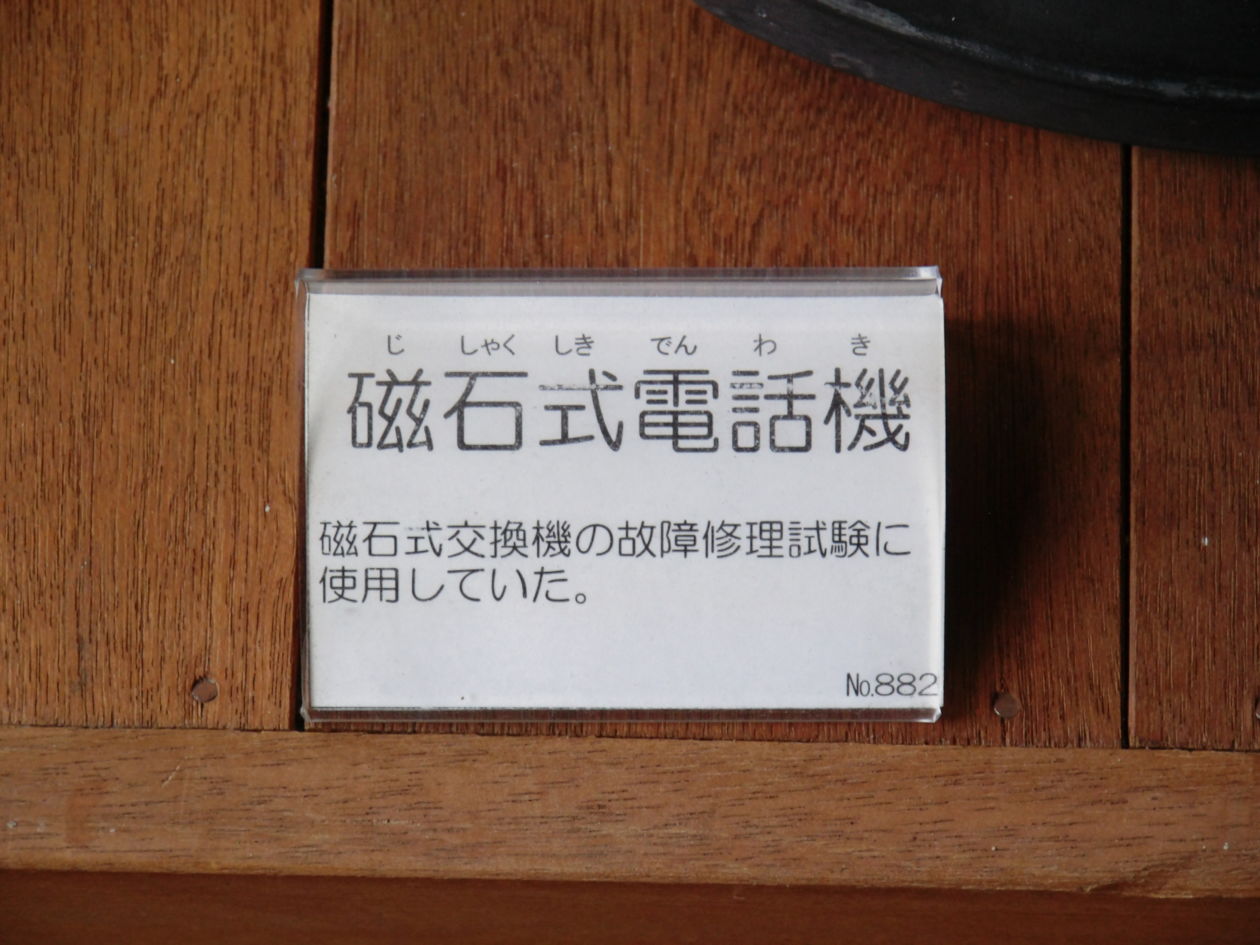 じ しゃく しき でん わ き
磁石式電話機
磁石式交換機の故障修理試験に
使用していた。
No.882